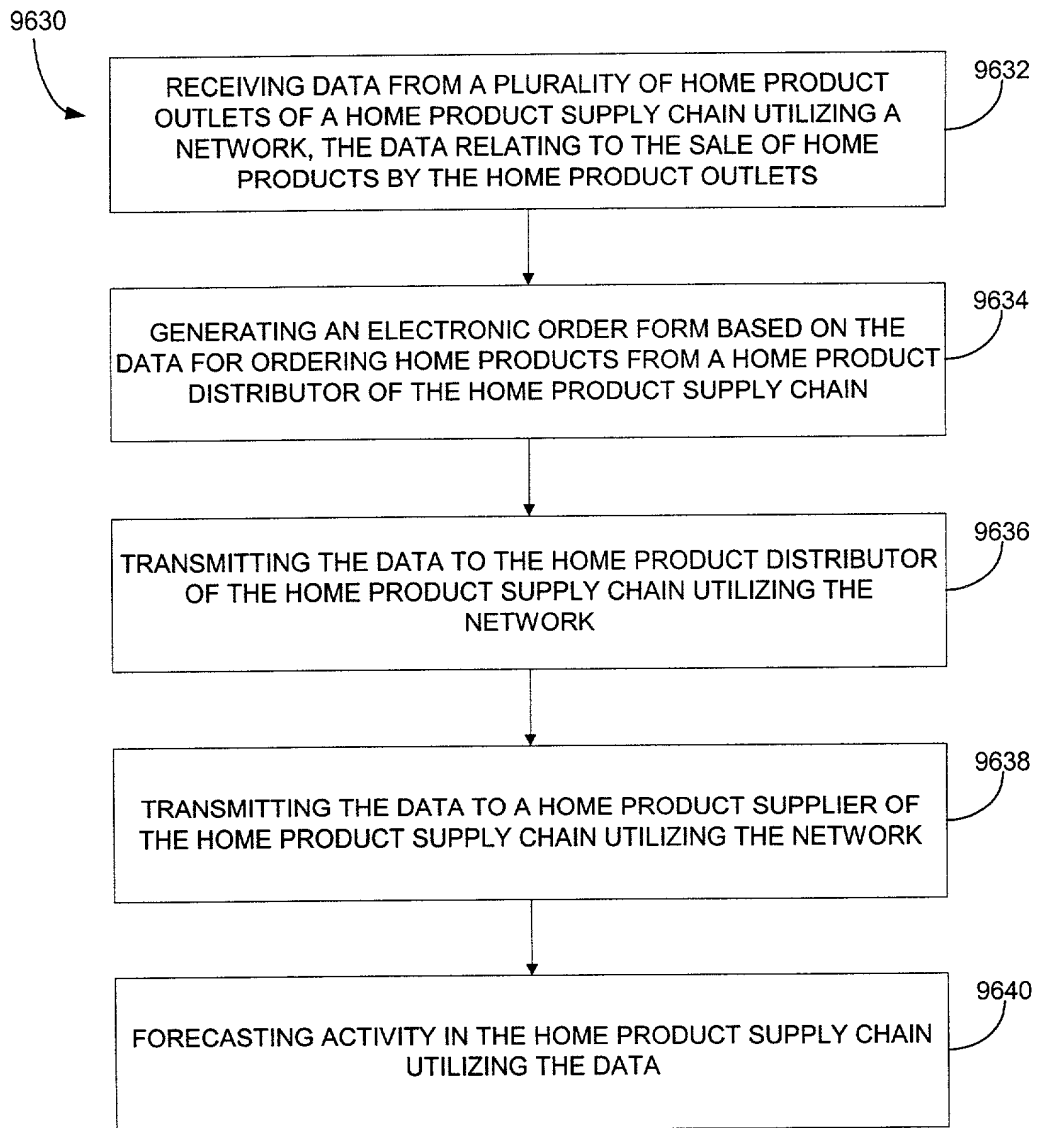 9630
RECEIVING DATA FROM A PLURALITY OF HOME PRODUCT
OUTLETS OF A HOME PRODUCT SUPPLY CHAIN UTILIZING A
NETWORK, THE DATA RELATING TO THE SALE OF HOME
PRODUCTS BY THE HOME PRODUCT OUTLETS
9632
GENERATING AN ELECTRONIC ORDER FORM BASED ON THE
DATA FOR ORDERING HOME PRODUCTS FROM A HOME PRODUCT
DISTRIBUTOR OF THE HOME PRODUCT SUPPLY CHAIN
9634
TRANSMITTING THE DATA TO THE HOME PRODUCT DISTRIBUTOR
OF THE HOME PRODUCT SUPPLY CHAIN UTILIZING THE
NETWORK
9636
TRANSMITTING THE DATA TO A HOME PRODUCT SUPPLIER OF
THE HOME PRODUCT SUPPLY CHAIN UTILIZING THE NETWORK
9638
FORECASTING ACTIVITY IN THE HOME PRODUCT SUPPLY CHAIN
UTILIZING THE DATA
9640